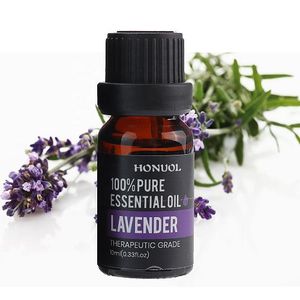 HONUOL
100% PURE
ESSENTIAL OIL
LAVENDER
THERAPEUTIC GRADE
10ml(0.33fl.oz)